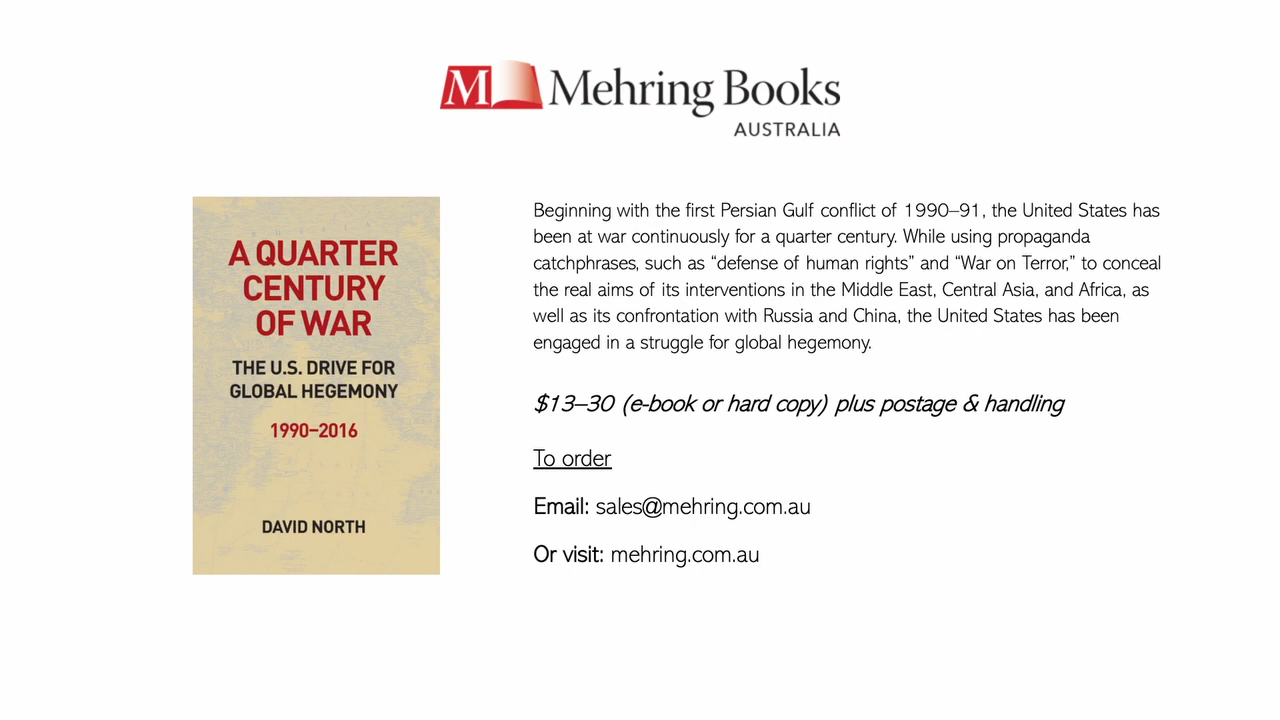 M Mehring Books
AUSTRALIA
A QUARTER
CENTURY
OF WAR
THE U.S. DRIVE FOR
GLOBAL HEGEMONY
1990–2016
DAVID NORTH
Beginning with the first Persian Gulf conflict of 1990–91, the United States has
been at war continuously for a quarter century. While using propaganda
catchphrases, such as “defense of human rights” and “War on Terror,” to conceal
the real aims of its interventions in the Middle East, Central Asia, and Africa, as
well as its confrontation with Russia and China, the United States has been
engaged in a struggle for global hegemony.
$13–30 (e-book or hard copy) plus postage & handling
To order
Email: sales@mehring.com.au
Or visit: mehring.com.au